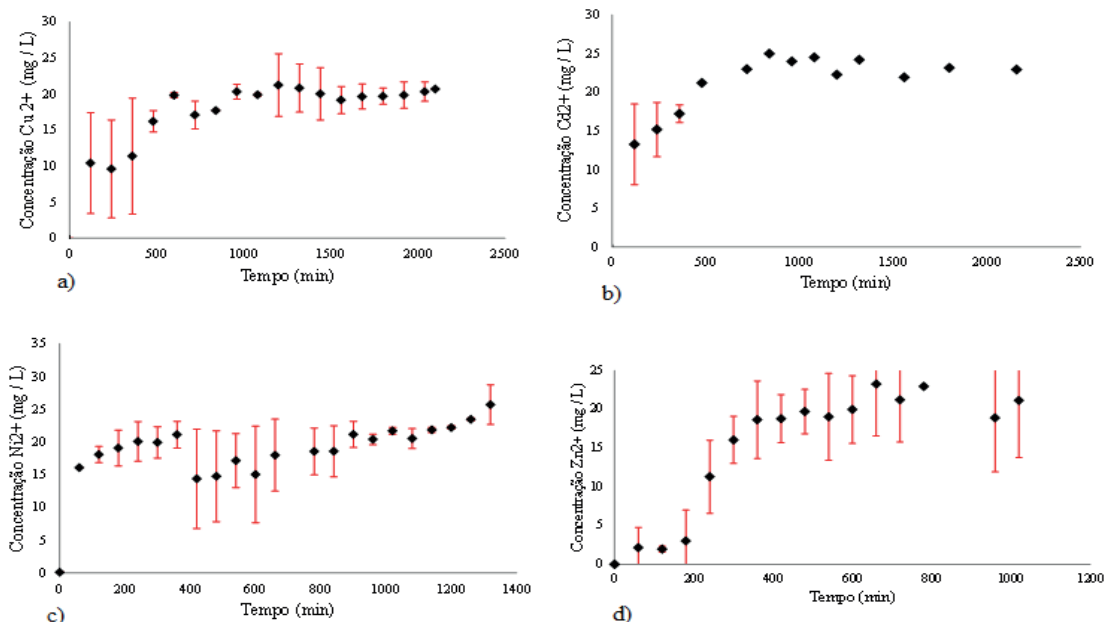 Concentração Cu 2+ (mg / L)
30
25
20
15
10
5
0
0 500 1000 1500 2000 2500
Tempo (min)
a)
Concentração Cd2+ (mg / L)
30
25
20
15
10
5
0
0 500 1000 1500 2000 2500
Tempo (min)
b)
Concentração Ni2+ (mg / L)
35
30
25
20
15
10
5
0
0 200 400 600 800 1000 1200 1400
Tempo (min)
c)
Concentração Zn2+ (mg / L)
25
20
15
10
5
0
0 200 400 600 800 1000 1200
Tempo (min)
d)